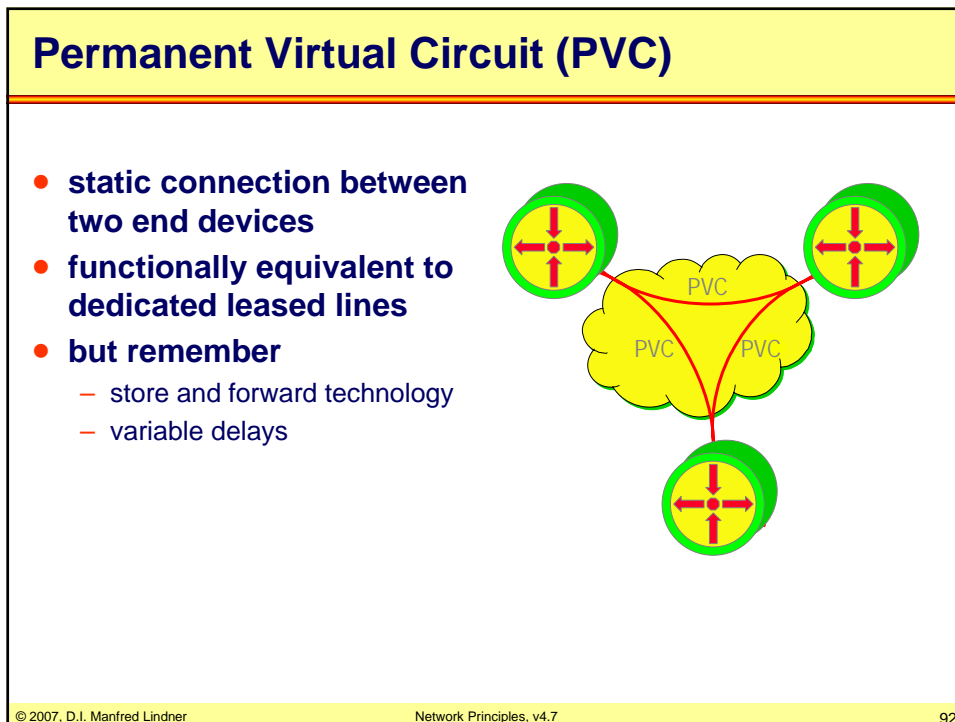 Permanent Virtual Circuit (PVC)
• static connection between
two end devices
• functionally equivalent to
dedicated leased lines
• but remember
– store and forward technology
– variable delays
PVC
PVC
PVC
© 2007, D.I. Manfred Lindner
Network Principles, v4.7
92